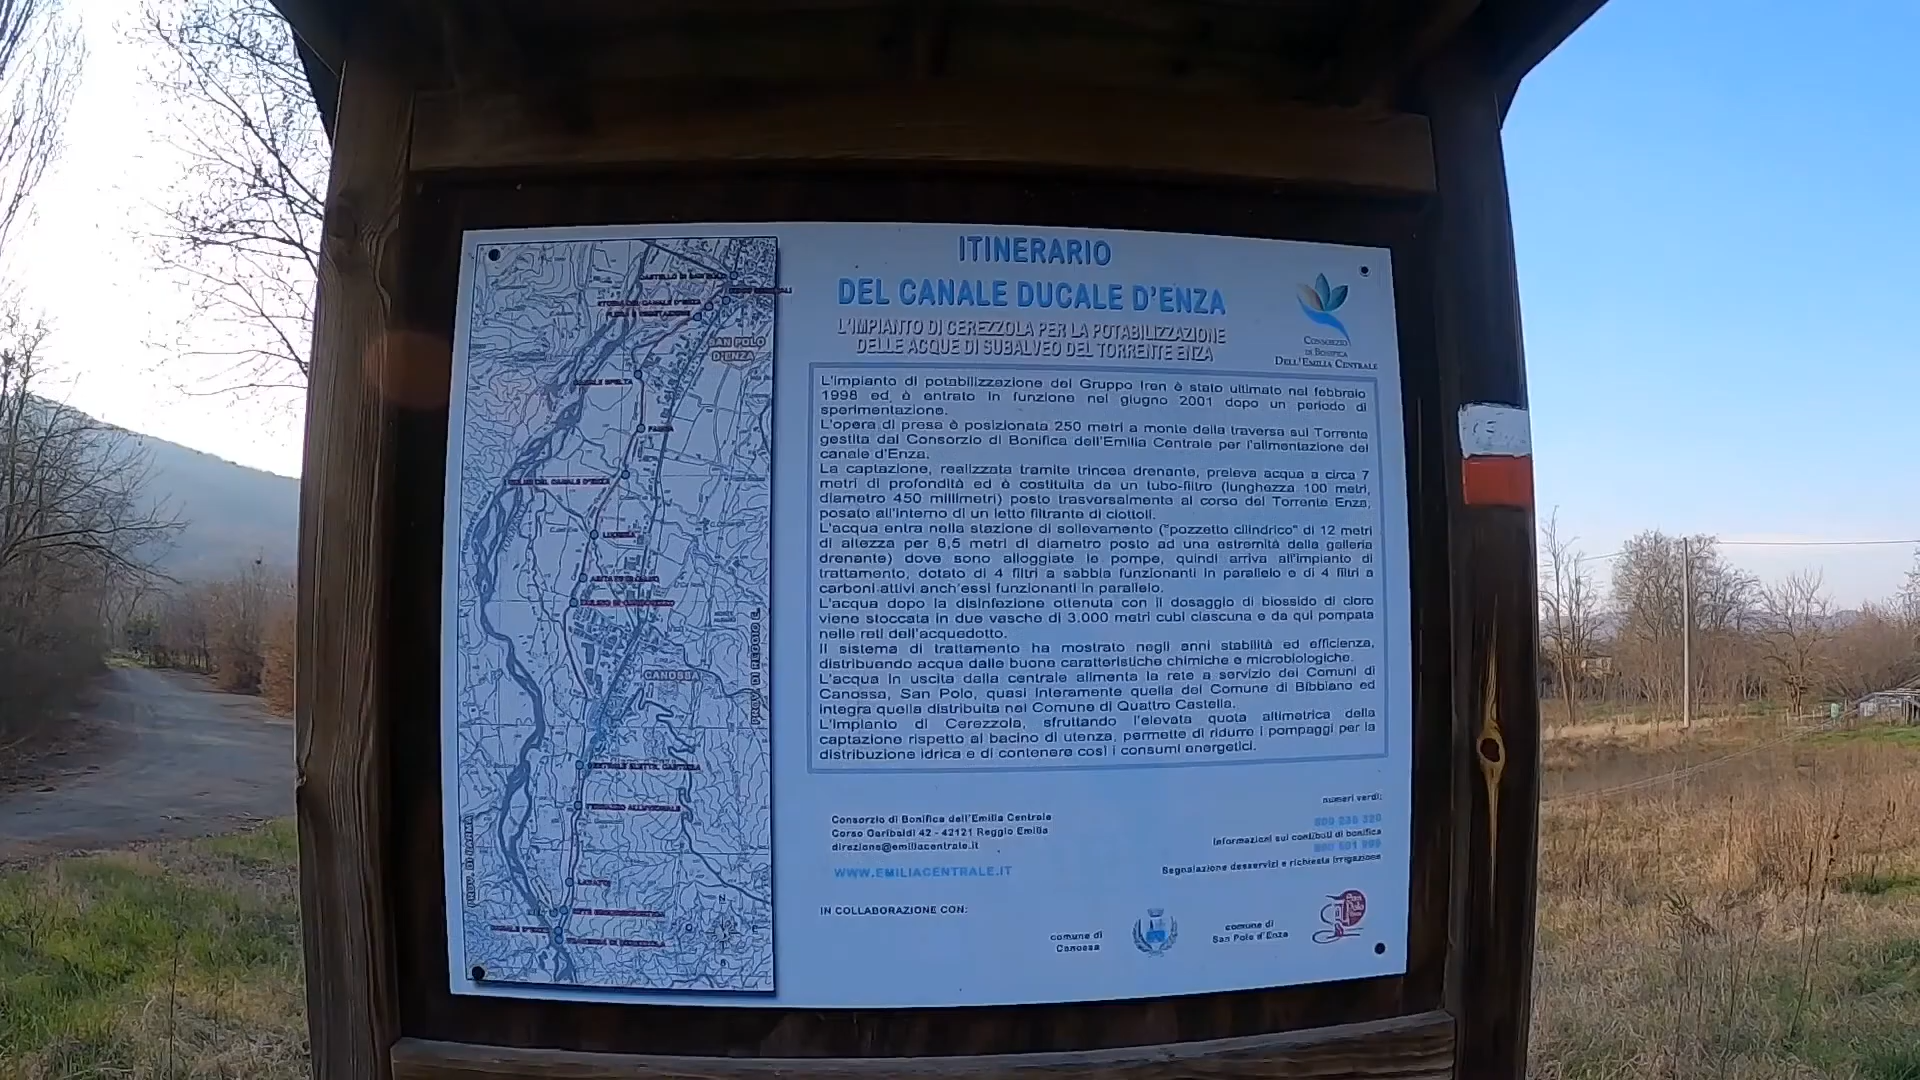 ITINERARIO
DEL CANALE DUCALE D'ENZA
L'IMPIANTO DI CEREZZOLA PER LA POTABILIZZAZIONE
DELLE ACQUE DI SUBALVEO DEL TORRENTE ENZA
CONSORZIO
DI BONIFICA
DELL'EMILIA CENTRALE
L'impianto di potabilizzazione del Gruppo Iren è stato ultimato nel febbraio
1998 ed è entrato in funzione nel giugno 2001 dopo un periodo di
sperimentazione.
L'opera di presa è posizionata 250 metri a monte della traversa sul Torrente
gestita dal Consorzio di Bonifica dell'Emilia Centrale per l'alimentazione del
canale d'Enza.
La captazione, realizzata tramite trincea drenante, preleva acqua a circa 7
metri di profondità ed è costituita da un tubo-filtro (lunghezza 100 metri,
diametro 450 millimetri) posto trasversalmente al corso del Torrente Enza,
posato all'interno di un letto filtrante di ciottoli.
L'acqua entra nella stazione di sollevamento ("pozzetto cilindrico" di 12 metri
di altezza per 8,5 metri di diametro posto ad una estremità della galleria
drenante) dove sono alloggiate le pompe, quindi arriva all'impianto di
trattamento, dotato di 4 filtri a sabbia funzionanti in parallelo e di 4 filtri a
carboni attivi anch'essi funzionanti in parallelo.
L'acqua dopo la disinfezione ottenuta con il dosaggio di biossido di cloro
viene stoccata in due vasche di 3.000 metri cubi ciascuna e da qui pompata
nelle reti dell'acquedotto.
Il sistema di trattamento ha mostrato negli anni stabilità ed efficienza,
distribuendo acqua dalle buone caratteristiche chimiche e microbiologiche.
L'acqua in uscita dalla centrale alimenta la rete a servizio dei Comuni di
Canossa, San Polo, quasi interamente quella del Comune di Bibbiano ed
integra quella distribuita nel Comune di Quattro Castella.
L'impianto di Cerezzola, sfruttando l'elevata quota altimetrica della
captazione rispetto al bacino di utenza, permette di ridurre i pompaggi per la
distribuzione idrica e di contenere così i consumi energetici.
Consorzio di Bonifica dell'Emilia Centrale
Corso Garibaldi 42 - 42121 Reggio Emilia
direzione@emiliacentrale.it
WWW.EMILIACENTRALE.IT
numeri verdi:
800 235 320
Informazioni sui contibuti di bonifica
800 501 999
Segnalazione desservizi e richiesta irrigazione
IN COLLABORAZIONE CON:
comune di
Canossa
comune di
San Polo d'Enza
SAN POLO
D'ENZA
CANOSSA
PROV. DI REGGIO E.
PROV. DI PARMA